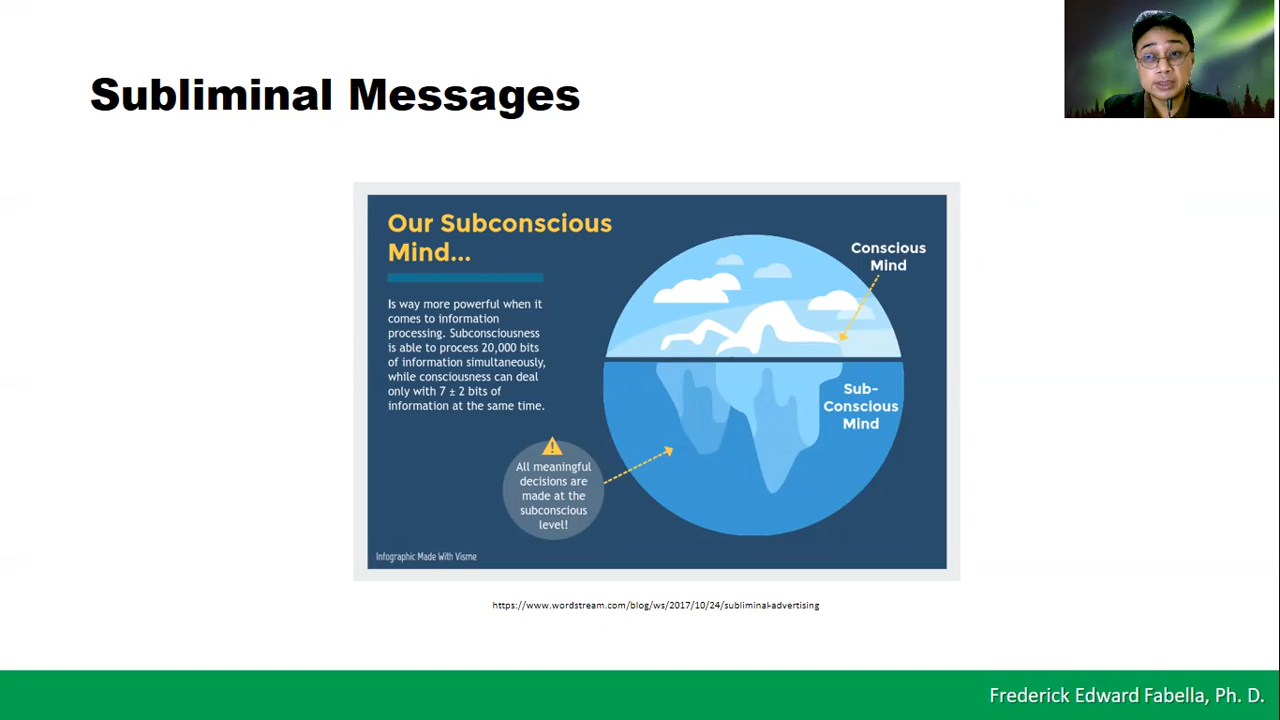 Subliminal Messages
Our Subconscious
Mind...
Is way more powerful when it
comes to information
processing. Subconsciousness
is able to process 20,000 bits
of information simultaneously,
while consciousness can deal
only with 7 ± 2 bits of
information at the same time.
Conscious
Mind
Sub-
Conscious
Mind
All meaningful
decisions are
made at the
subconscious
level!
Infographic Made With Visme
https://www.wordstream.com/blog/ws/2017/10/24/subliminal-advertising
Frederick Edward Fabella, Ph. D.